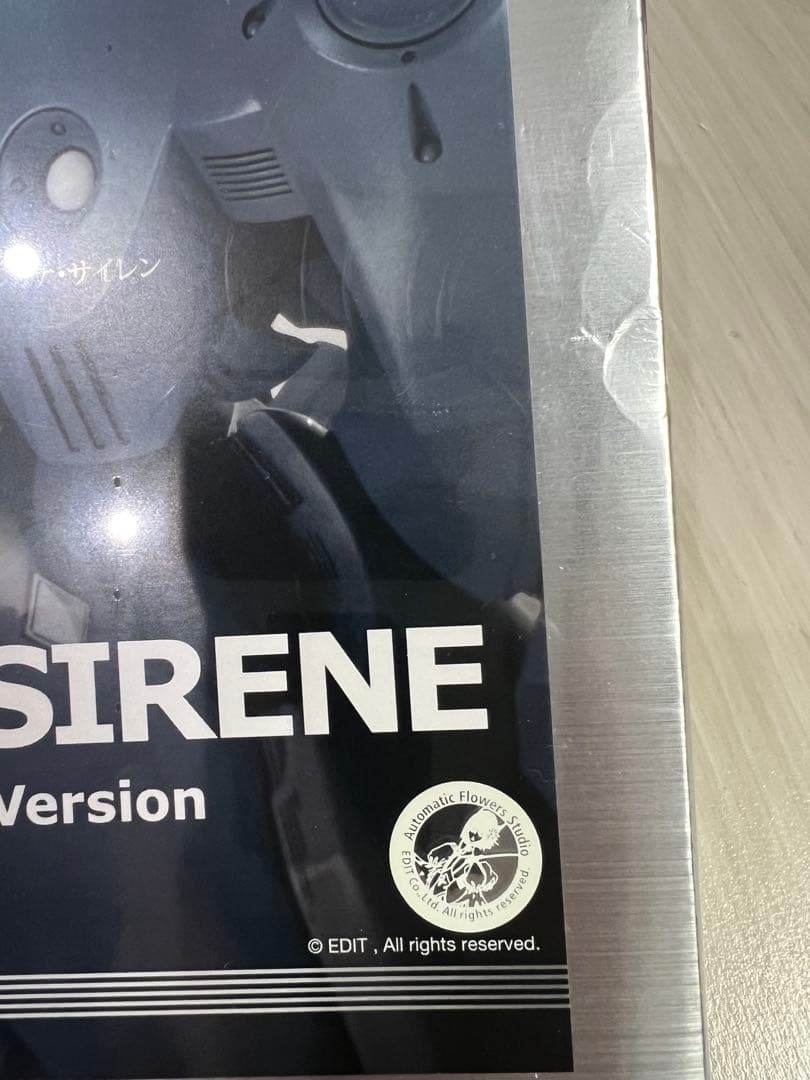 サイレン
SIRENE
Version
Automatic Flowers Studio
EDIT Co.,Ltd. All rights reserved.
© EDIT , All rights reserved.